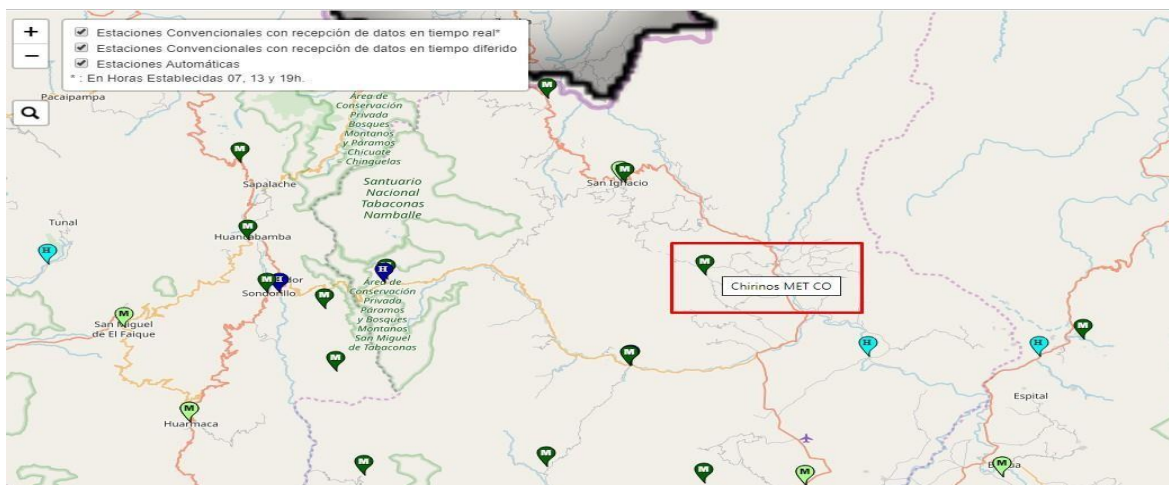 +
−
Estaciones Convencionales con recepción de datos en tiempo real*
Estaciones Convencionales con recepción de datos en tiempo diferido
Estaciones Automáticas
* : En Horas Establecidas 07, 13 y 19h.
Pacaipampa
Área de
Conservación
Privada
Bosques
Montanos
y Páramos
Chicuate
- Chinguelas
M
M
M
San Ignacio
Sapalache
Santuario
Nacional
Tabaconas
Namballe
Tunal
M
Huancabamba
H
H
M
Chirinos MET CO
M
Sondorillo
M
Área de
Conservación
Privada
Páramos
y Bosques
Montanos
San Miguel
de Tabaconas
M
San Miguel
de El Faique
M
H
H
M
M
Espital
M
Huarmaca
M
M
M
M
M